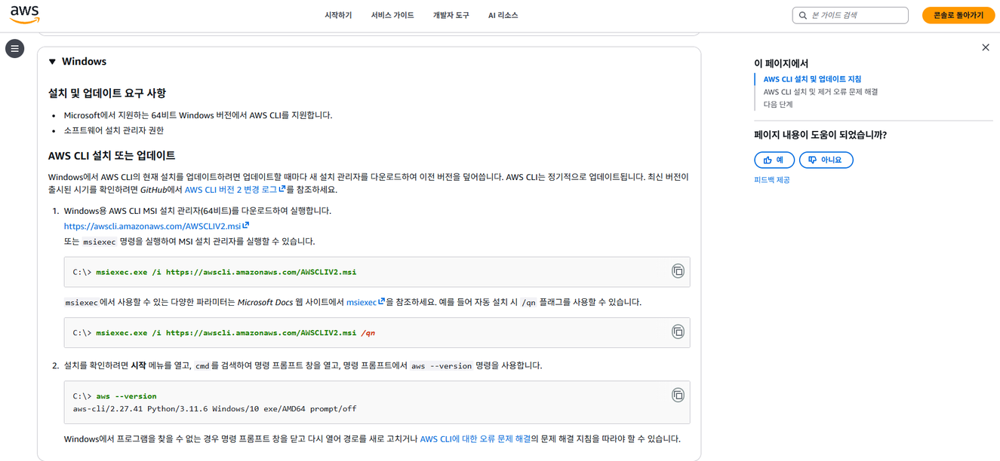 aws
시작하기 서비스 가이드 개발자 도구 AI 리소스
본 가이드 검색
콘솔로 돌아가기
Windows
설치 및 업데이트 요구 사항
Microsoft에서 지원하는 64비트 Windows 버전에서 AWS CLI를 지원합니다.
소프트웨어 설치 관리자 권한
AWS CLI 설치 또는 업데이트
Windows에서 AWS CLI의 현재 설치를 업데이트하려면 업데이트할 때마다 새 설치 관리자를 다운로드하여 이전 버전을 덮어씁니다. AWS CLI는 정기적으로 업데이트됩니다. 최신 버전이
출시된 시기를 확인하려면 GitHub에서 AWS CLI 버전 2 변경 로그를 참조하세요.
1. Windows용 AWS CLI MSI 설치 관리자(64비트)를 다운로드하여 실행합니다.
https://awscli.amazonaws.com/AWSCLIV2.msi
또는 msiexec 명령을 실행하여 MSI 설치 관리자를 실행할 수 있습니다.
C:\> msiexec.exe /i https://awscli.amazonaws.com/AWSCLIV2.msi
msiexec에서 사용할 수 있는 다양한 파라미터는 Microsoft Docs 웹 사이트에서 msiexec을 참조하세요. 예를 들어 자동 설치 시 /qn 플래그를 사용할 수 있습니다.
C:\> msiexec.exe /i https://awscli.amazonaws.com/AWSCLIV2.msi /qn
2. 설치를 확인하려면 시작 메뉴를 열고, cmd를 검색하여 명령 프롬프트 창을 열고, 명령 프롬프트에서 aws --version 명령을 사용합니다.
C:\> aws --version
aws-cli/2.27.41 Python/3.11.6 Windows/10 exe/AMD64 prompt/off
Windows에서 프로그램을 찾을 수 없는 경우 명령 프롬프트 창을 닫고 다시 열어 경로를 새로 고치거나 AWS CLI에 대한 오류 문제 해결의 문제 해결 지침을 따라야 할 수 있습니다.
이 페이지에서
AWS CLI 설치 및 업데이트 지침
AWS CLI 설치 및 제거 오류 문제 해결
다음 단계
페이지 내용이 도움이 되었습니까?
예 아니요
피드백 제공